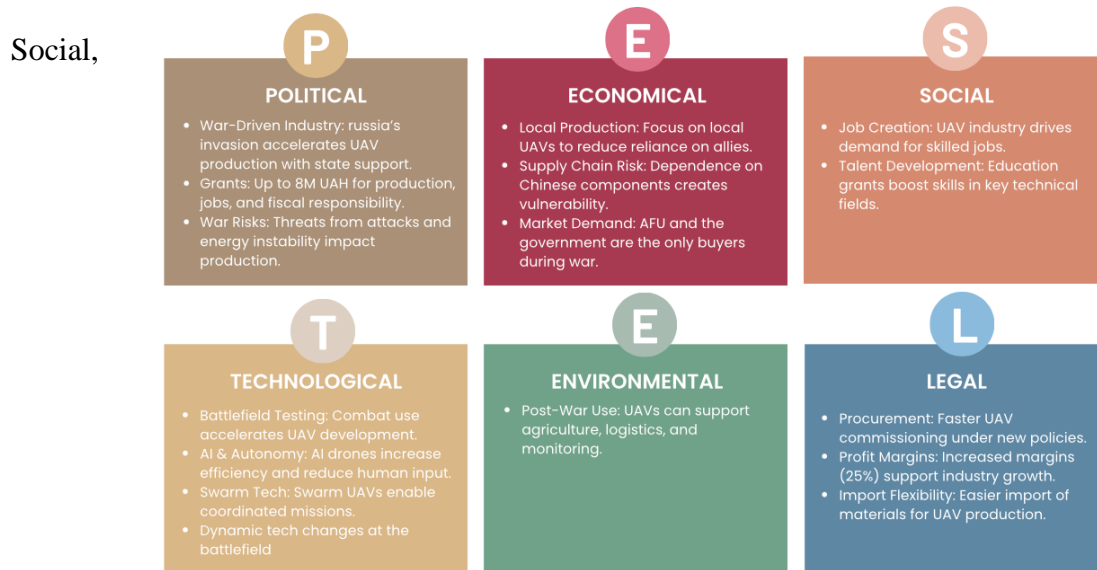 Social,
P
POLITICAL
• War-Driven Industry: russia's
invasion accelerates UAV
production with state support.
• Grants: Up to 8M UAH for production,
jobs, and fiscal responsibility.
• War Risks: Threats from attacks and
energy instability impact
production.
E
ECONOMICAL
• Local Production: Focus on local
UAVs to reduce reliance on allies.
• Supply Chain Risk: Dependence on
Chinese components creates
vulnerability.
• Market Demand: AFU and the
government are the only buyers
during war.
S
SOCIAL
• Job Creation: UAV industry drives
demand for skilled jobs.
• Talent Development: Education
grants boost skills in key technical
fields.
T
TECHNOLOGICAL
• Battlefield Testing: Combat use
accelerates UAV development.
• AI & Autonomy: AI drones increase
efficiency and reduce human input.
• Swarm Tech: Swarm UAVs enable
coordinated missions.
• Dynamic tech changes at the
battlefield
E
ENVIRONMENTAL
• Post-War Use: UAVs can support
agriculture, logistics, and
monitoring.
L
LEGAL
• Procurement: Faster UAV
commissioning under new policies.
• Profit Margins: Increased margins
(25%) support industry growth.
• Import Flexibility: Easier import of
materials for UAV production.